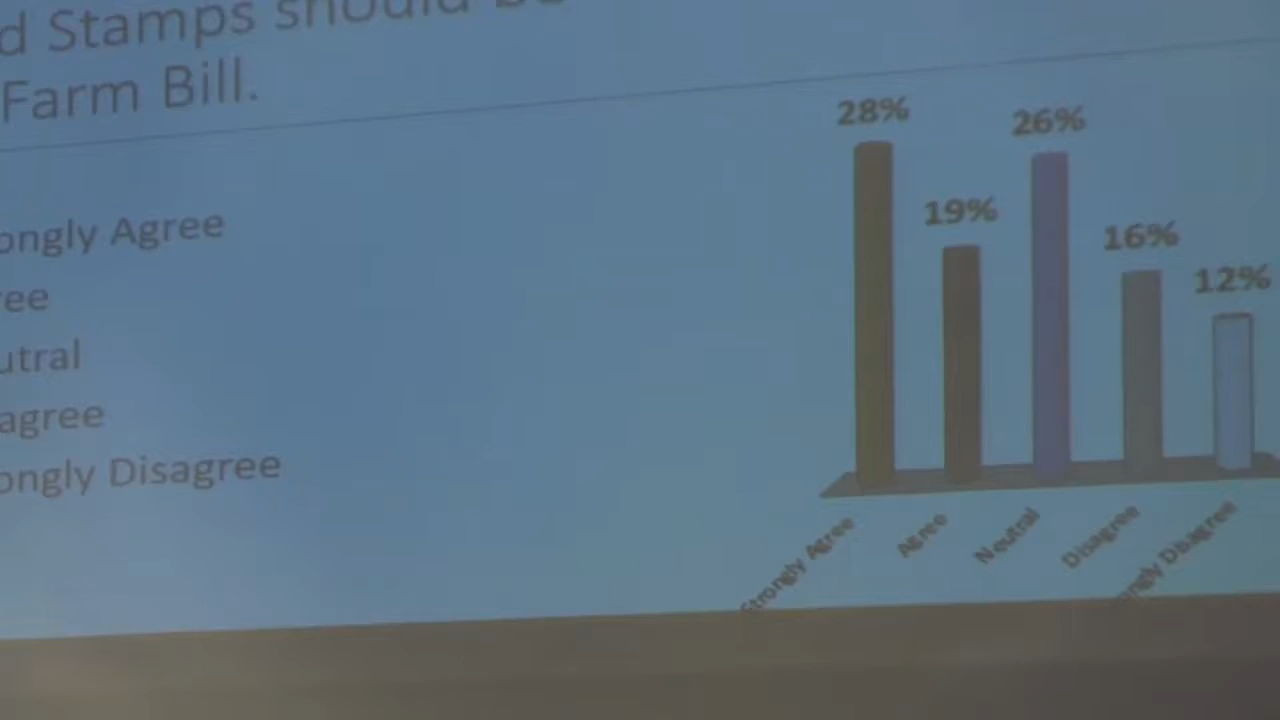 d Stamps should be
Farm Bill.
ongly Agree
ree
utral
agree
ongly Disagree
28%
19%
26%
16%
12%
Strongly Agree
Agree
Neutral
Disagree
ongly Disagree